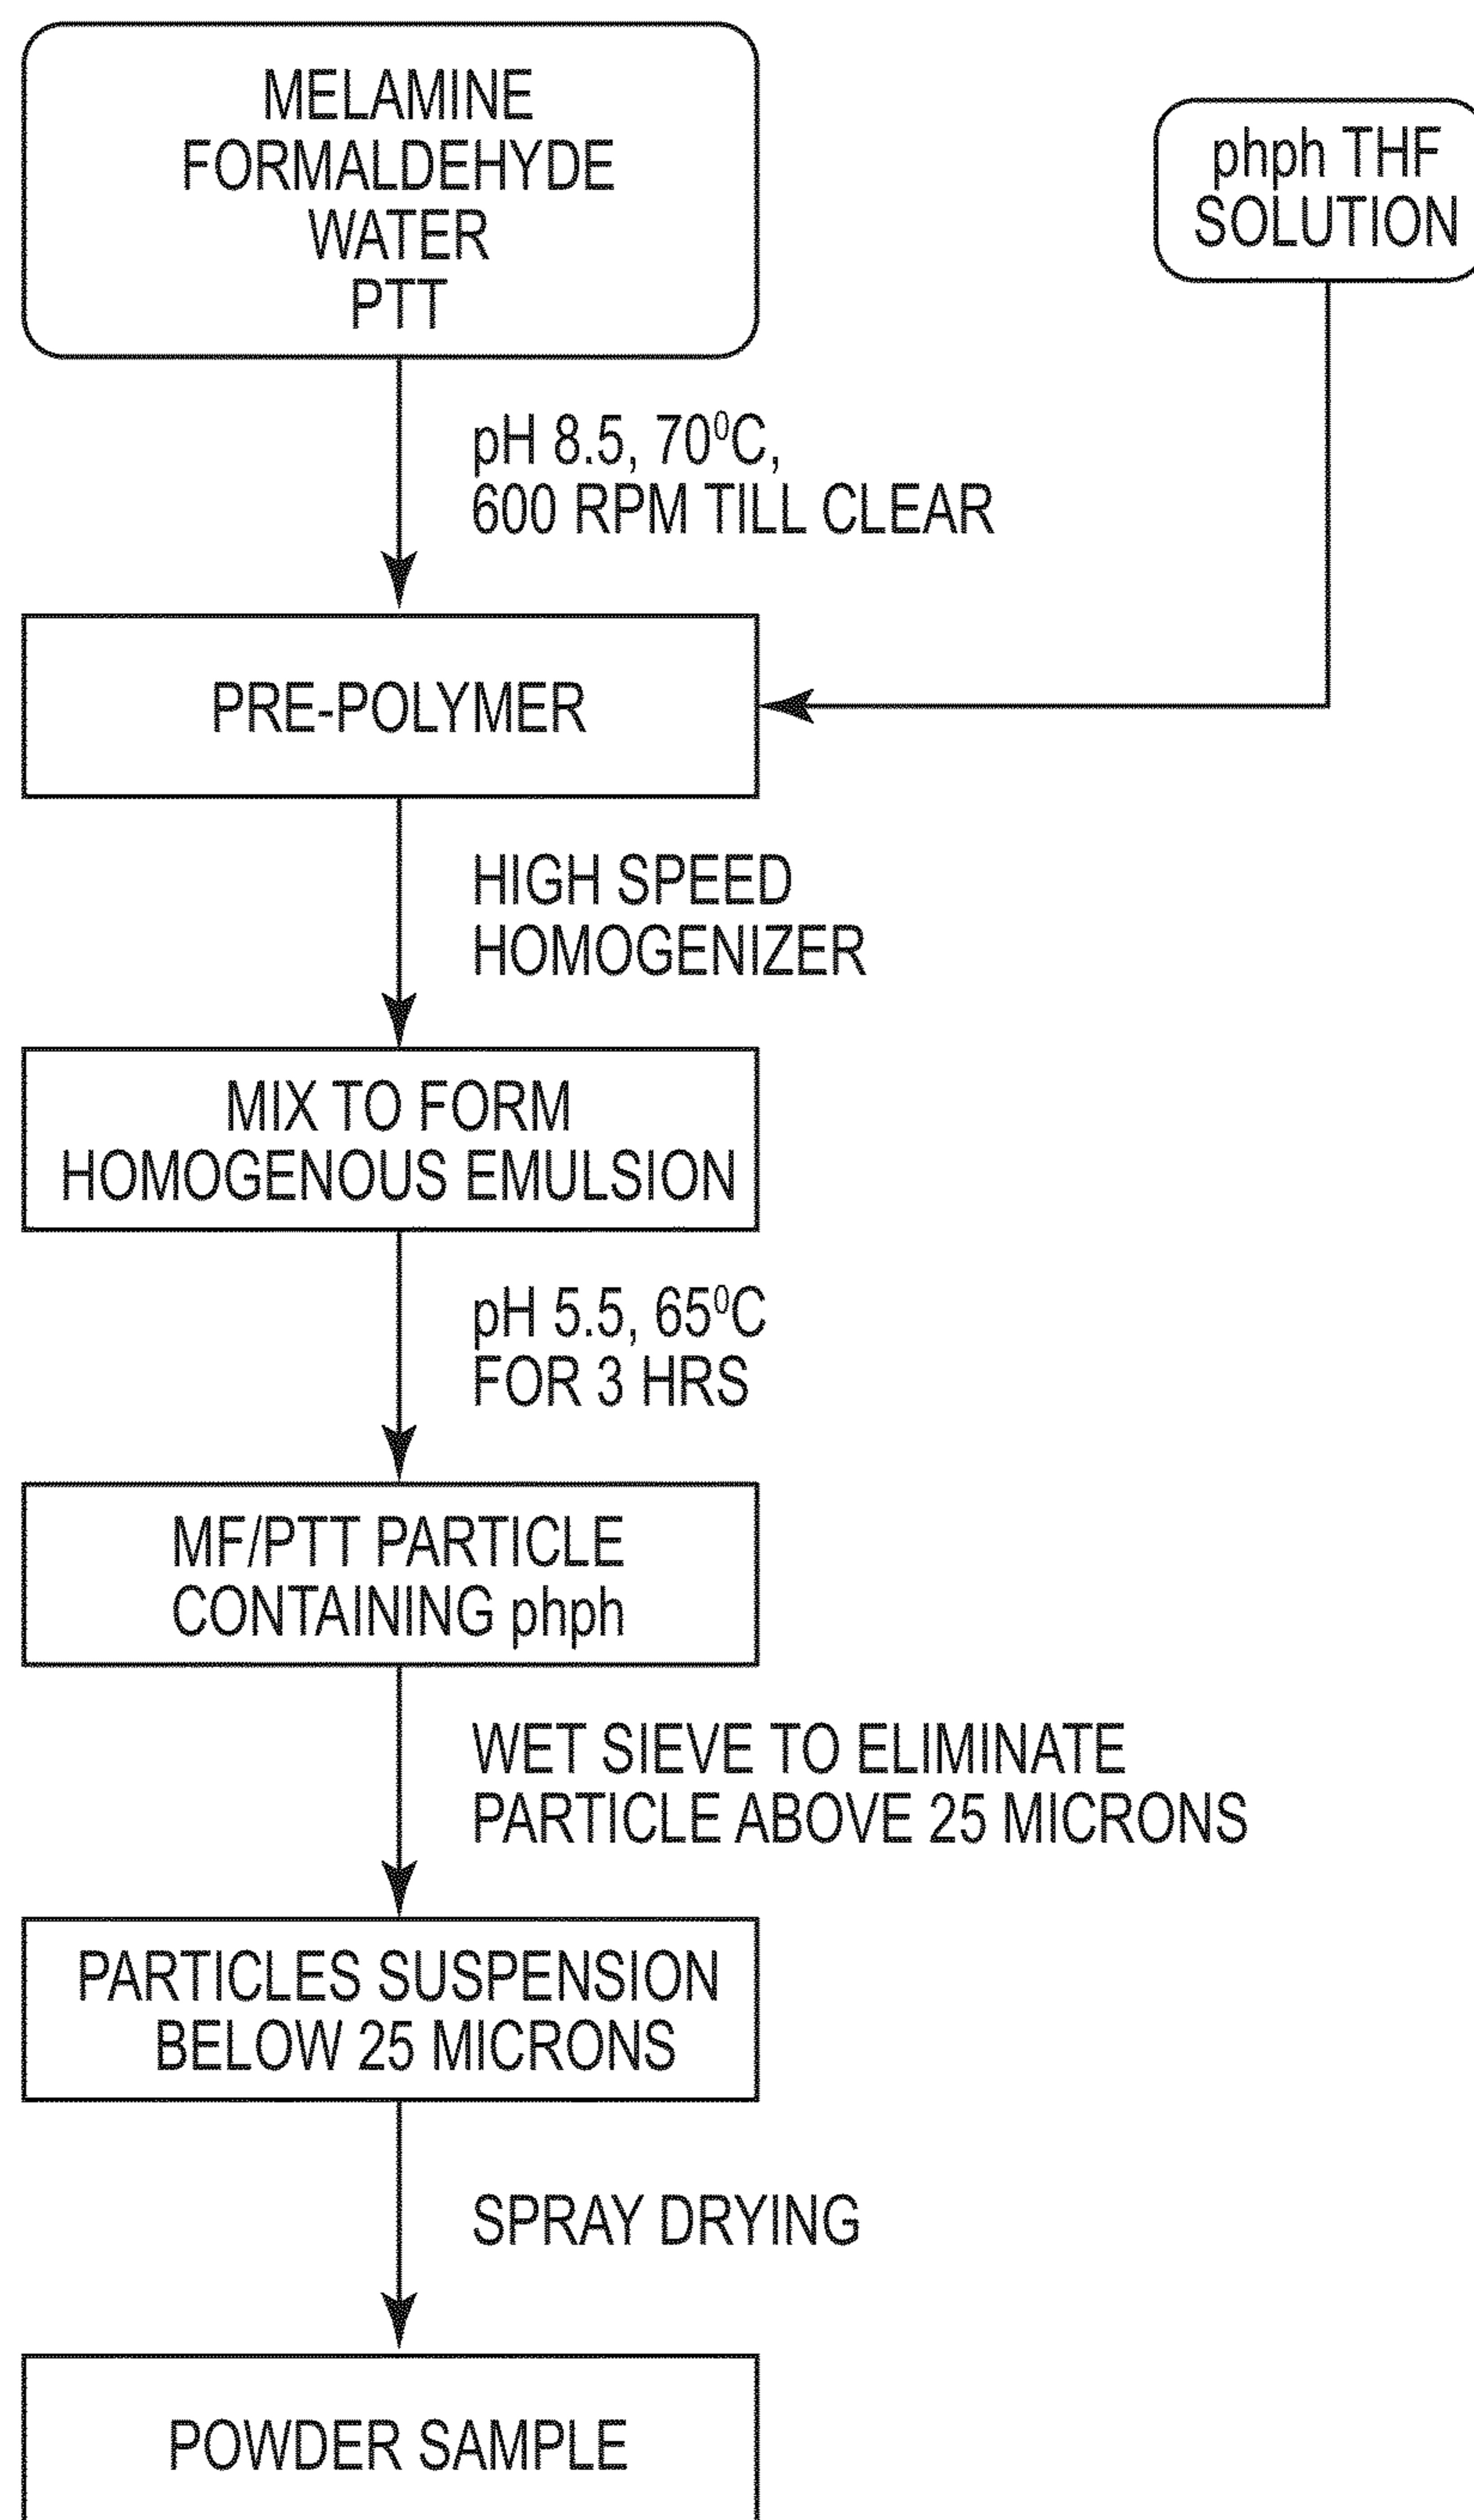 MELAMINE
FORMALDEHYDE
WATER
PTT
phph THF
SOLUTION
pH 8.5, 70⁰C,
600 RPM TILL CLEAR
PRE-POLYMER
HIGH SPEED
HOMOGENIZER
MIX TO FORM
HOMOGENOUS EMULSION
pH 5.5, 65⁰C
FOR 3 HRS
MF/PTT PARTICLE
CONTAINING phph
WET SIEVE TO ELIMINATE
PARTICLE ABOVE 25 MICRONS
PARTICLES SUSPENSION
BELOW 25 MICRONS
SPRAY DRYING
POWDER SAMPLE